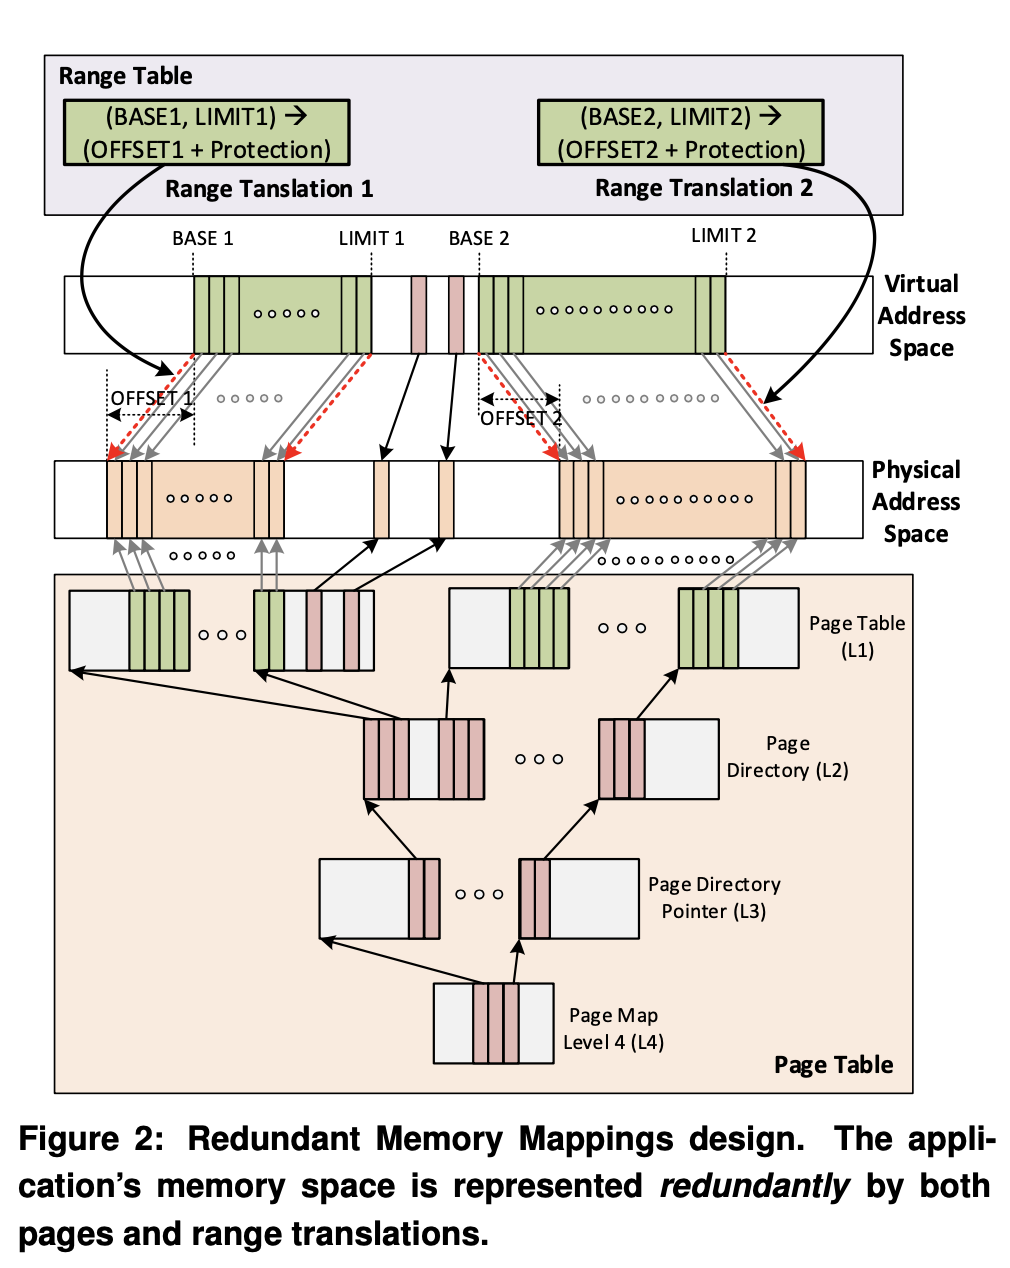 Range Table
(BASE1, LIMIT1) →
(OFFSET1 + Protection)
Range Tanslation 1
(BASE2, LIMIT2) →
(OFFSET2 + Protection)
Range Translation 2
BASE 1
LIMIT 1
BASE 2
LIMIT 2
Virtual
Address
Space
OFFSET 1
OFFSET 2
Physical
Address
Space
Page Table
(L1)
Page
Directory (L2)
Page Directory
Pointer (L3)
Page Map
Level 4 (L4)
Page Table
Figure 2: Redundant Memory Mappings design. The appli-
cation’s memory space is represented redundantly by both
pages and range translations.